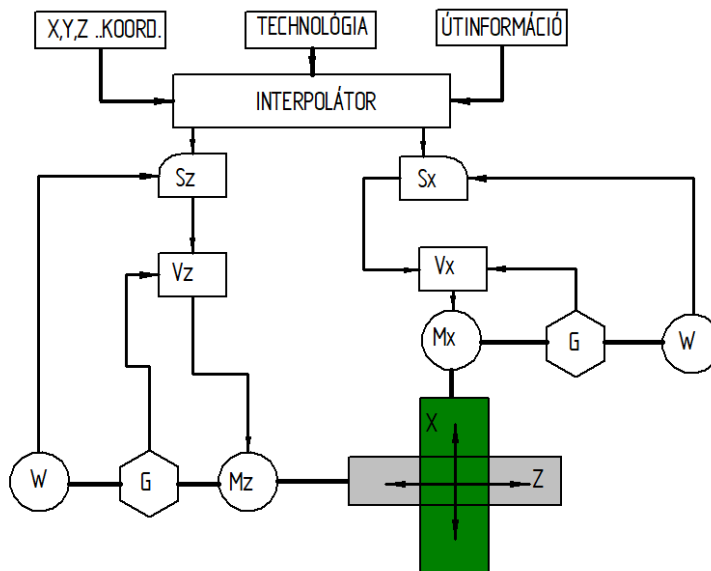 X,Y,Z ..KOORD.
TECHNOLÓGIA
ÚTINFORMÁCIÓ
INTERPOLÁTOR
Sz
Sx
Vz
Vx
Mx
G
W
X
Z
W
G
Mz